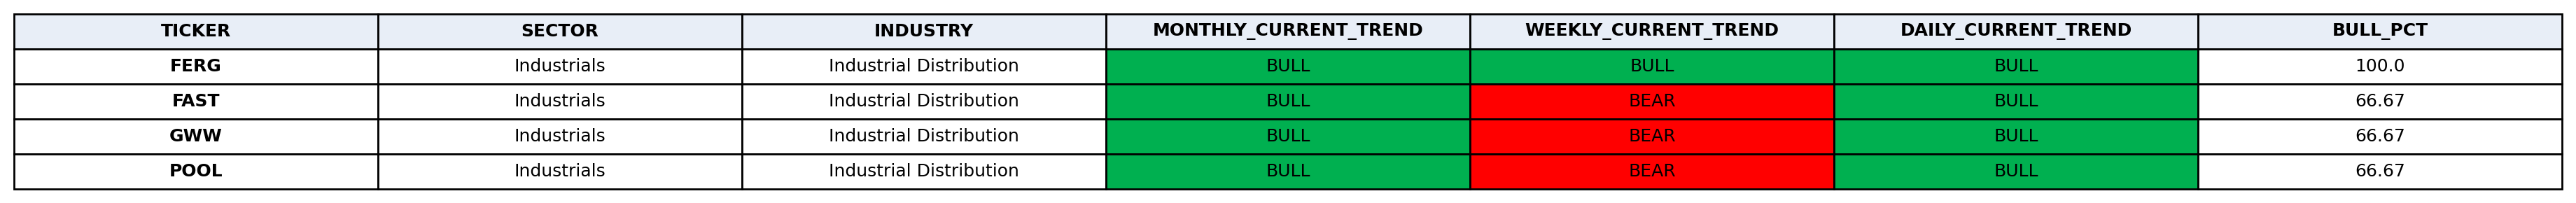 TICKER SECTOR INDUSTRY MONTHLY_CURRENT_TREND WEEKLY_CURRENT_TREND DAILY_CURRENT_TREND BULL_PCT
FERG Industrials Industrial Distribution BULL BULL BULL 100.0
FAST Industrials Industrial Distribution BULL BEAR BULL 66.67
GWW Industrials Industrial Distribution BULL BEAR BULL 66.67
POOL Industrials Industrial Distribution BULL BEAR BULL 66.67